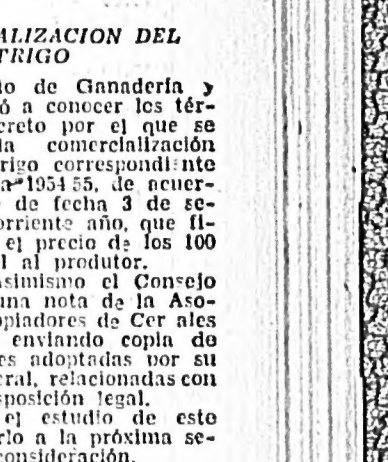 ALIZACION DEL
TRIGO
to de Ganadería y
ó a conocer los tér-
creto por el que se
la comercialización
rigo correspondiente
a 1954 55, de acuer-
de fecha 3 de se-
orriente año, que fi-
el precio de los 100
l al produtor.
simismo el Consejo
una nota de la Aso-
opiadores de Cer ales
enviando copia de
es adoptadas por su
eral, relacionadas con
sposición legal.
el estudio de este
rlo a la próxima se-
consideración.